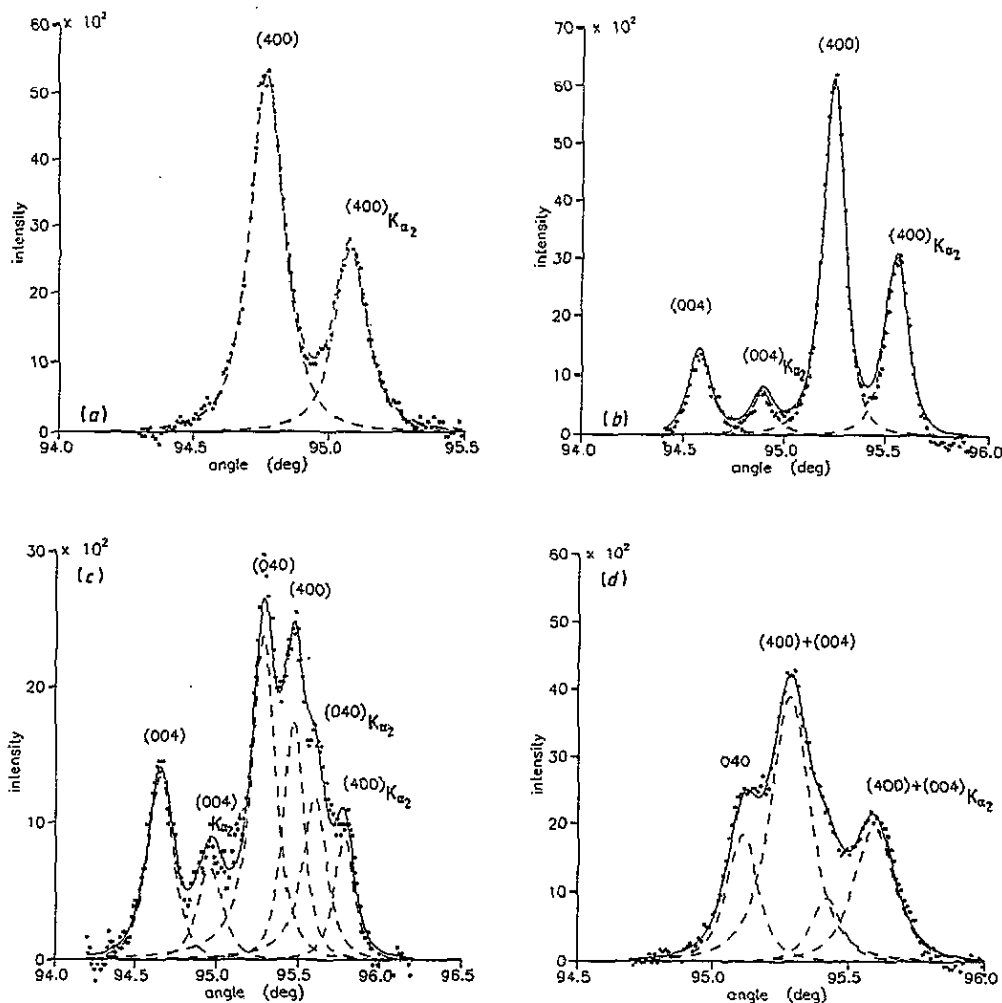 60 × 10²
(400)
50
40
30
20
10
0
(400)Kα₂
intensity
(a)
94.0 94.5 95.0 95.5
angle (deg)
70 × 10²
(400)
60
50
40
30
20
10
0
(400)Kα₂
(004)
(004)Kα₂
intensity
(b)
94.0 94.5 95.0 95.5 96.0
angle (deg)
30 × 10²
(c)
(040)
(400)
20
10
0
(040)Kα₂
(004)
(004)
Kα₂
(400)Kα₂
intensity
94.0 94.5 95.0 95.5 96.0 96.5
angle (deg)
60 × 10²
(d)
50
40
30
20
10
0
(400)+(004)
040
(400)+(004)Kα₂
intensity
94.5 95.0 95.5 96.0
angle (deg)